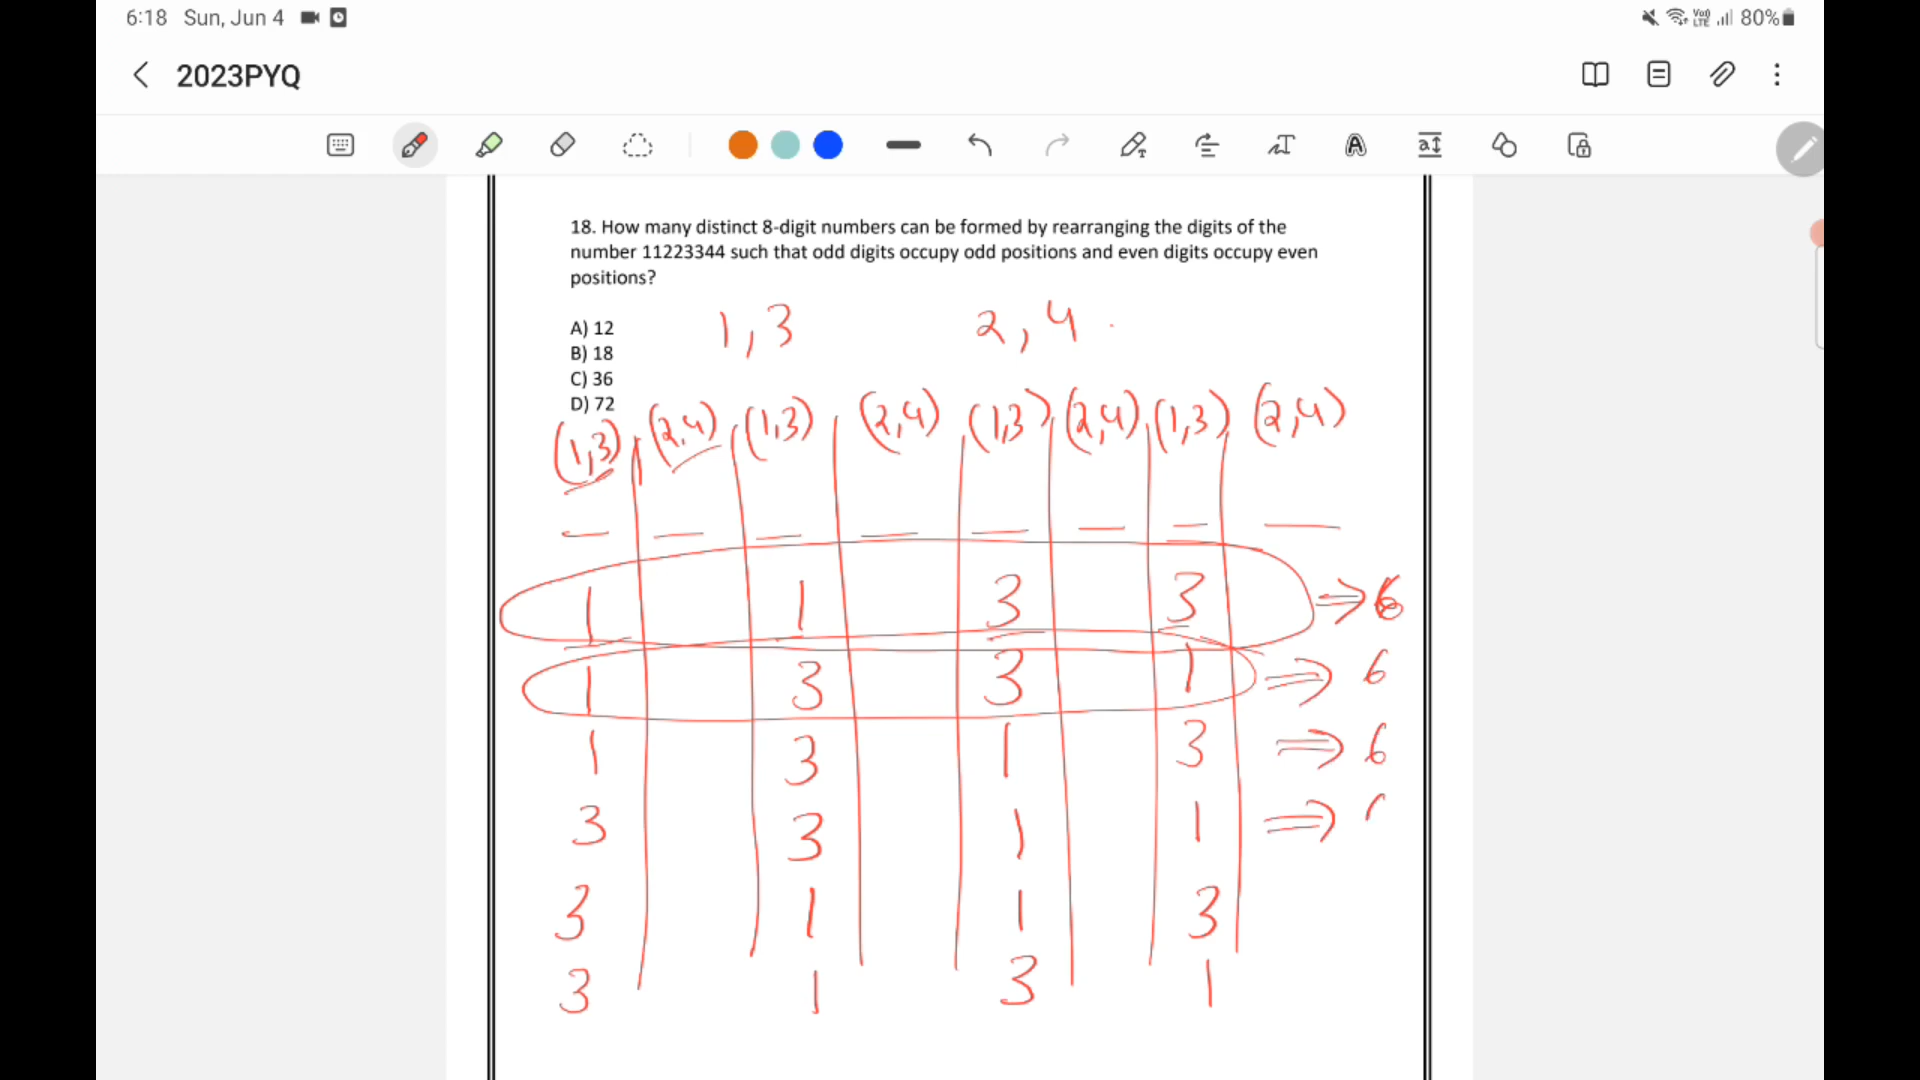 6:18 Sun, Jun 4
Vo) LTE 80%
2023PYQ
18. How many distinct 8-digit numbers can be formed by rearranging the digits of the
number 11223344 such that odd digits occupy odd positions and even digits occupy even
positions?
A) 12
1,3 2,4
B) 18
C) 36
D) 72
(1,3) (2,4) (1,3) (2,4) (1,3) (2,4) (1,3) (2,4)
1 1 3 3 => 6
1 3 3 1 => 6
1 3 1 3 => 6
3 3 1 1 =>
3 1 1 3
3 1 3 1